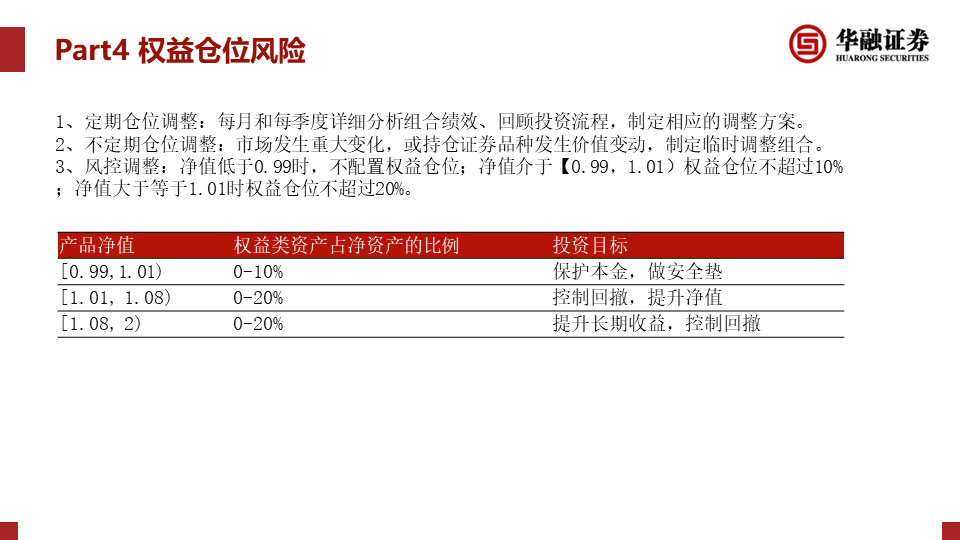 Part4 权益仓位风险
华融证券
HUARONG SECURITIES
1、定期仓位调整：每月和每季度详细分析组合绩效、回顾投资流程，制定相应的调整方案。
2、不定期仓位调整：市场发生重大变化，或持仓证券品种发生价值变动，制定临时调整组合。
3、风控调整：净值低于0.99时，不配置权益仓位；净值介于【0.99，1.01）权益仓位不超过10%
；净值大于等于1.01时权益仓位不超过20%。
产品净值 权益类资产占净资产的比例 投资目标
[0.99,1.01) 0-10% 保护本金，做安全垫
[1.01, 1.08) 0-20% 控制回撤，提升净值
[1.08, 2) 0-20% 提升长期收益，控制回撤